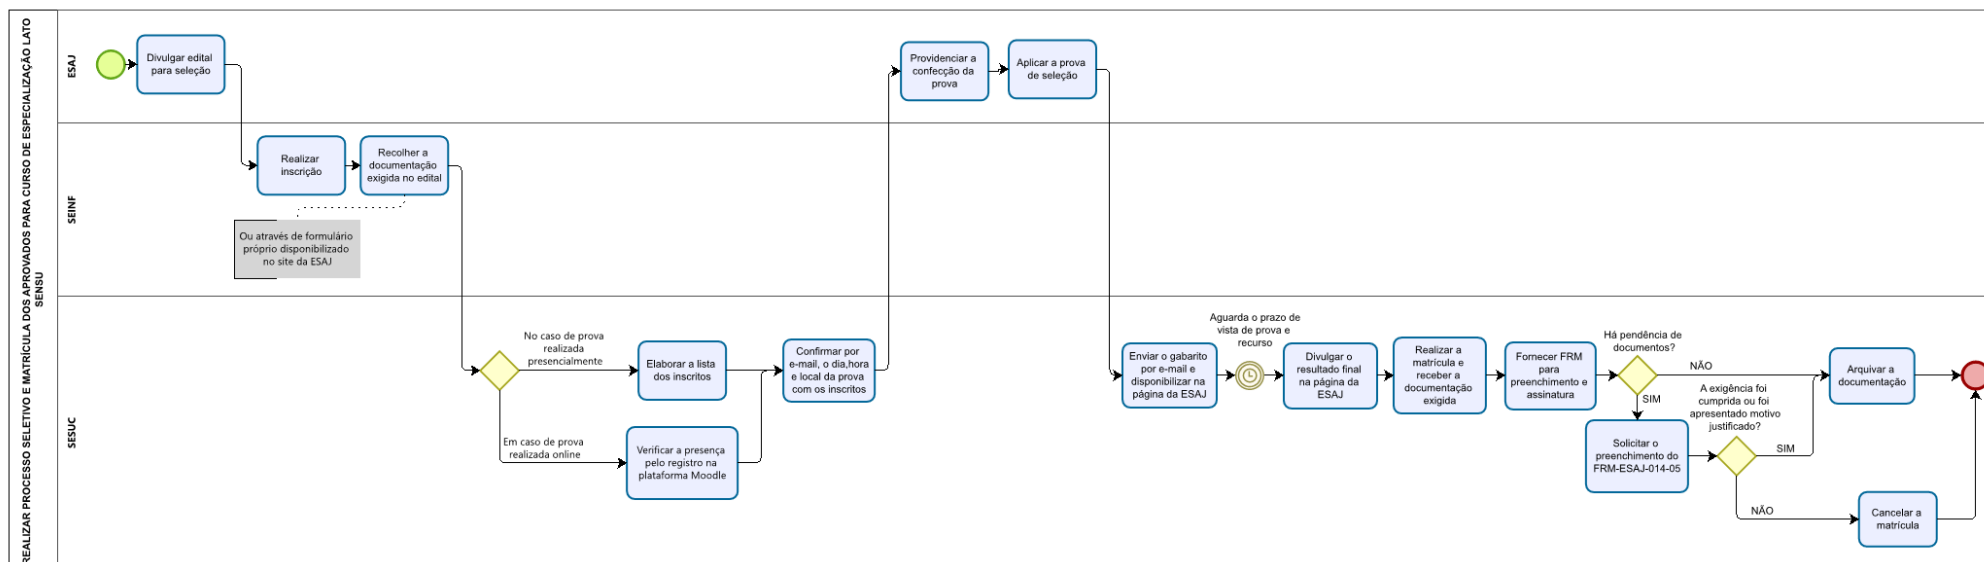 REALIZAR PROCESSO SELETIVO E MATRÍCULA DOS APROVADOS PARA CURSO DE ESPECIALIZAÇÃO LATO
SENSU
ESAJ
Divulgar edital
para seleção
Providenciar a
confecção da
prova
Aplicar a prova
de seleção
SEINF
Realizar
inscrição
Recolher a
documentação
exigida no edital
Ou através de formulário
próprio disponibilizado
no site da ESAJ
SESUC
No caso de prova
realizada
presencialmente
Em caso de prova
realizada online
Elaborar a lista
dos inscritos
Verificar a presença
pelo registro na
plataforma Moodle
Confirmar por
e-mail, o dia,hora
e local da prova
com os inscritos
Enviar o gabarito
por e-mail e
disponibilizar na
página da ESAJ
Aguarda o prazo de
vista de prova e
recurso
Divulgar o
resultado final
na página da
ESAJ
Realizar a
matrícula e
receber a
documentação
exigida
Fornecer FRM
para
preenchimento e
assinatura
Há pendência de
documentos?
NÃO
SIM
Solicitar o
preenchimento do
FRM-ESAJ-014-05
A exigência foi
cumprida ou foi
apresentado motivo
justificado?
SIM
NÃO
Arquivar a
documentação
Cancelar a
matrícula